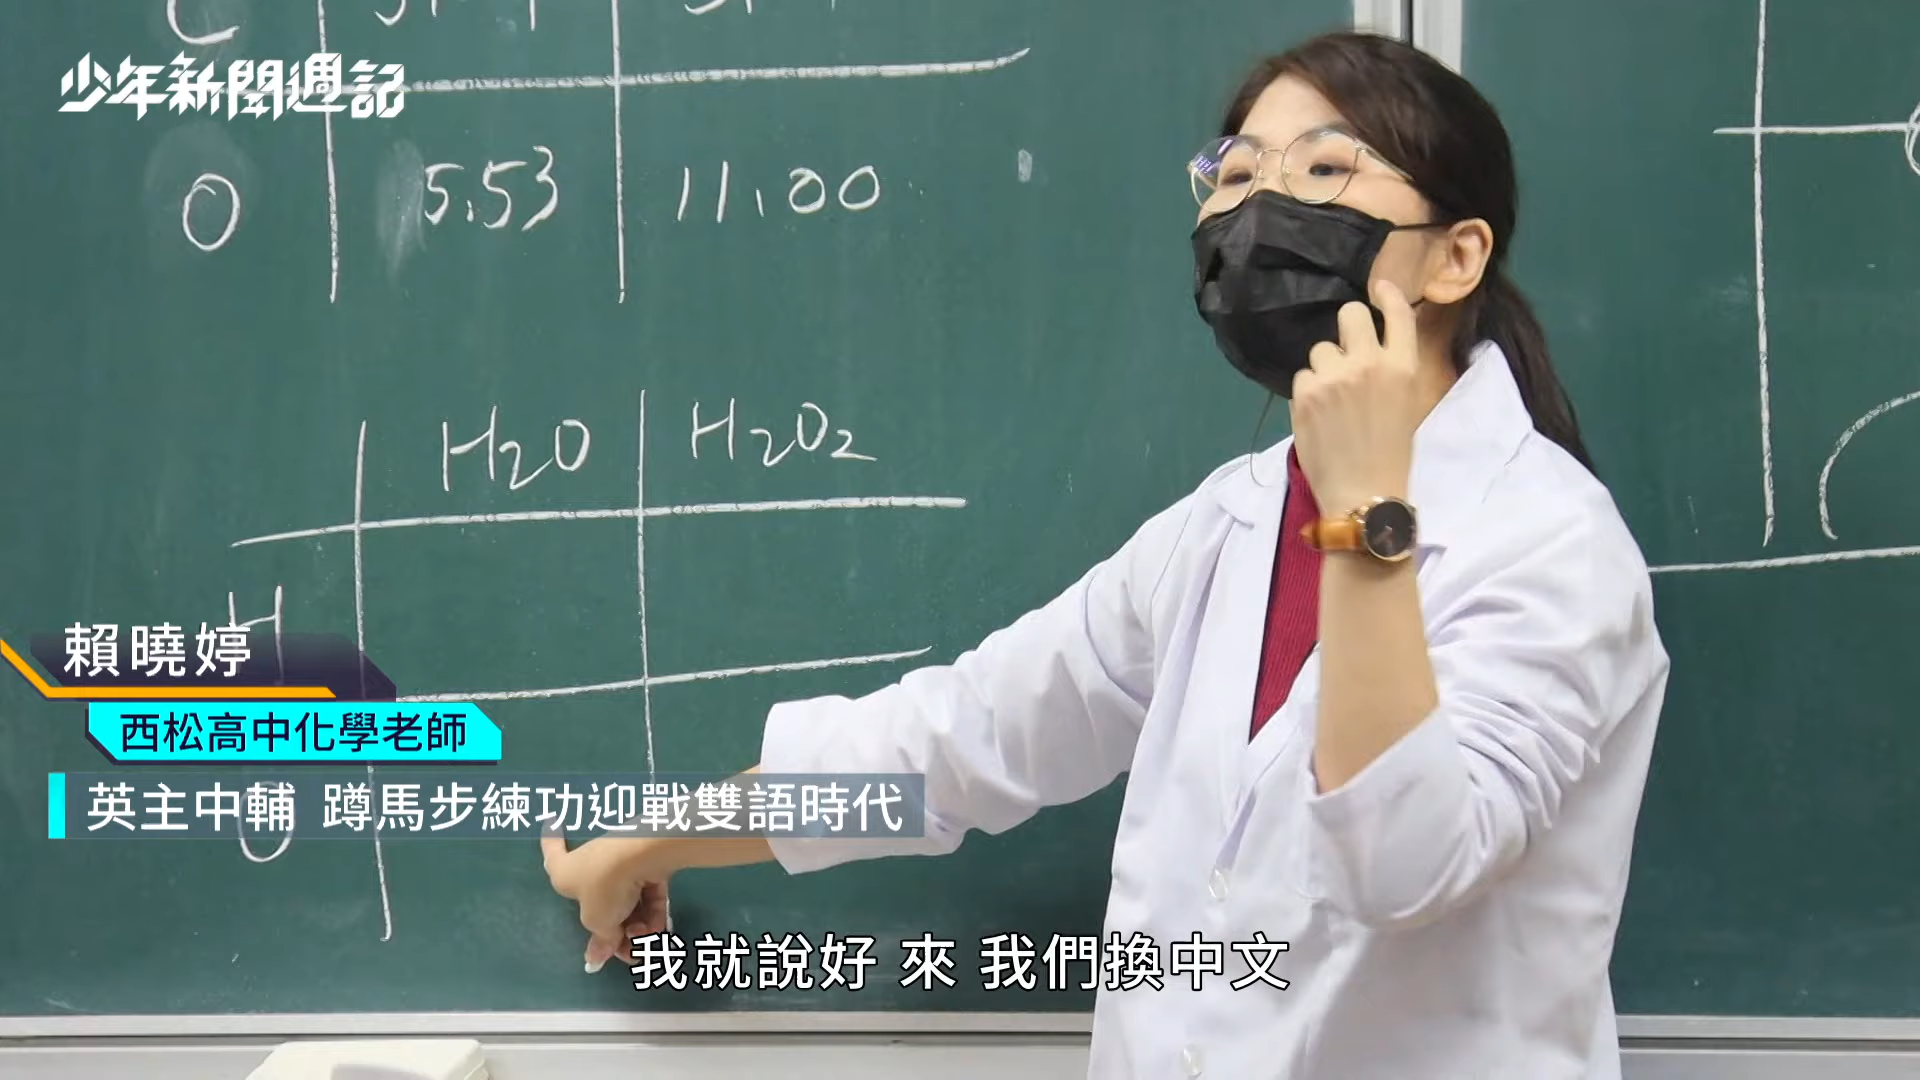 少年新聞週記
O 5.53 11.00
H₂O H₂O₂
H
賴曉婷
西松高中化學老師
英主中輔 蹲馬步練功迎戰雙語時代
O
我就說好 來 我們換中文